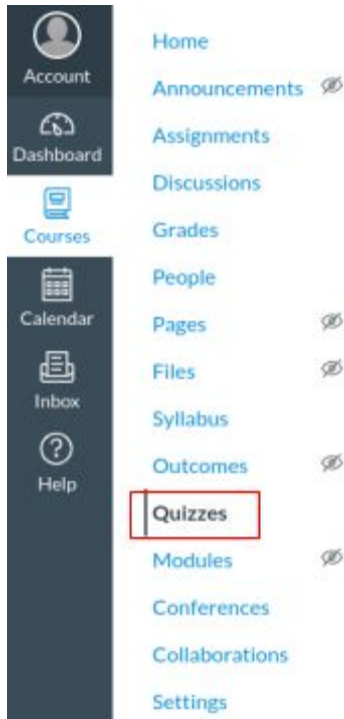 Account
Dashboard
Courses
Calendar
Inbox
Help
Home
Announcements
Assignments
Discussions
Grades
People
Pages
Files
Syllabus
Outcomes
Quizzes
Modules
Conferences
Collaborations
Settings